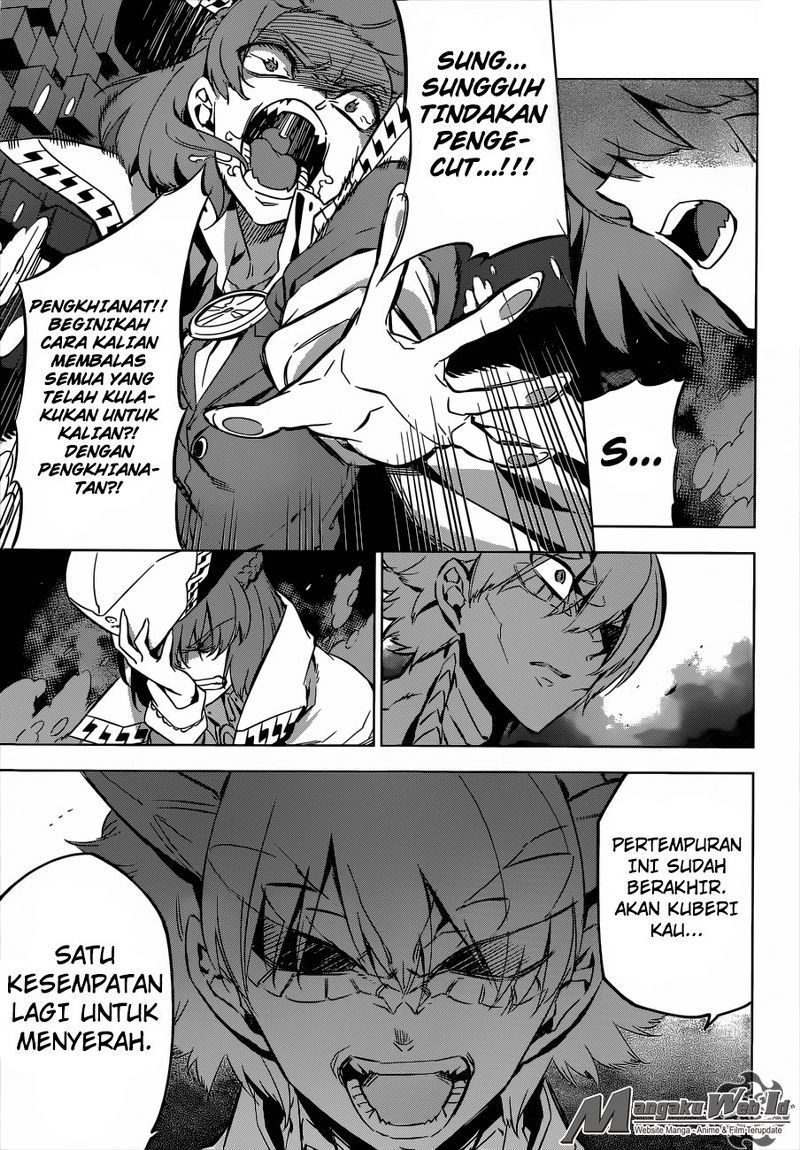 S...
SUNG...
SUNGGUH
TINDAKAN
PENGE-
CUT...!!!
PENGKHIANAT!!
BEGINIKAH
CARA KALIAN
MEMBALAS
SEMUA YANG
TELAH KULA-
KUKAN UNTUK
KALIAN?!
DENGAN
PENGKHIANA-
TAN?!
PERTEMPURAN
INI SUDAH
BERAKHIR.
AKAN KUBERI
KAU...
SATU
KESEMPATAN
LAGI UNTUK
MENYERAH.
Mangaku Web Id
Website Manga - Anime & Film Terupdate